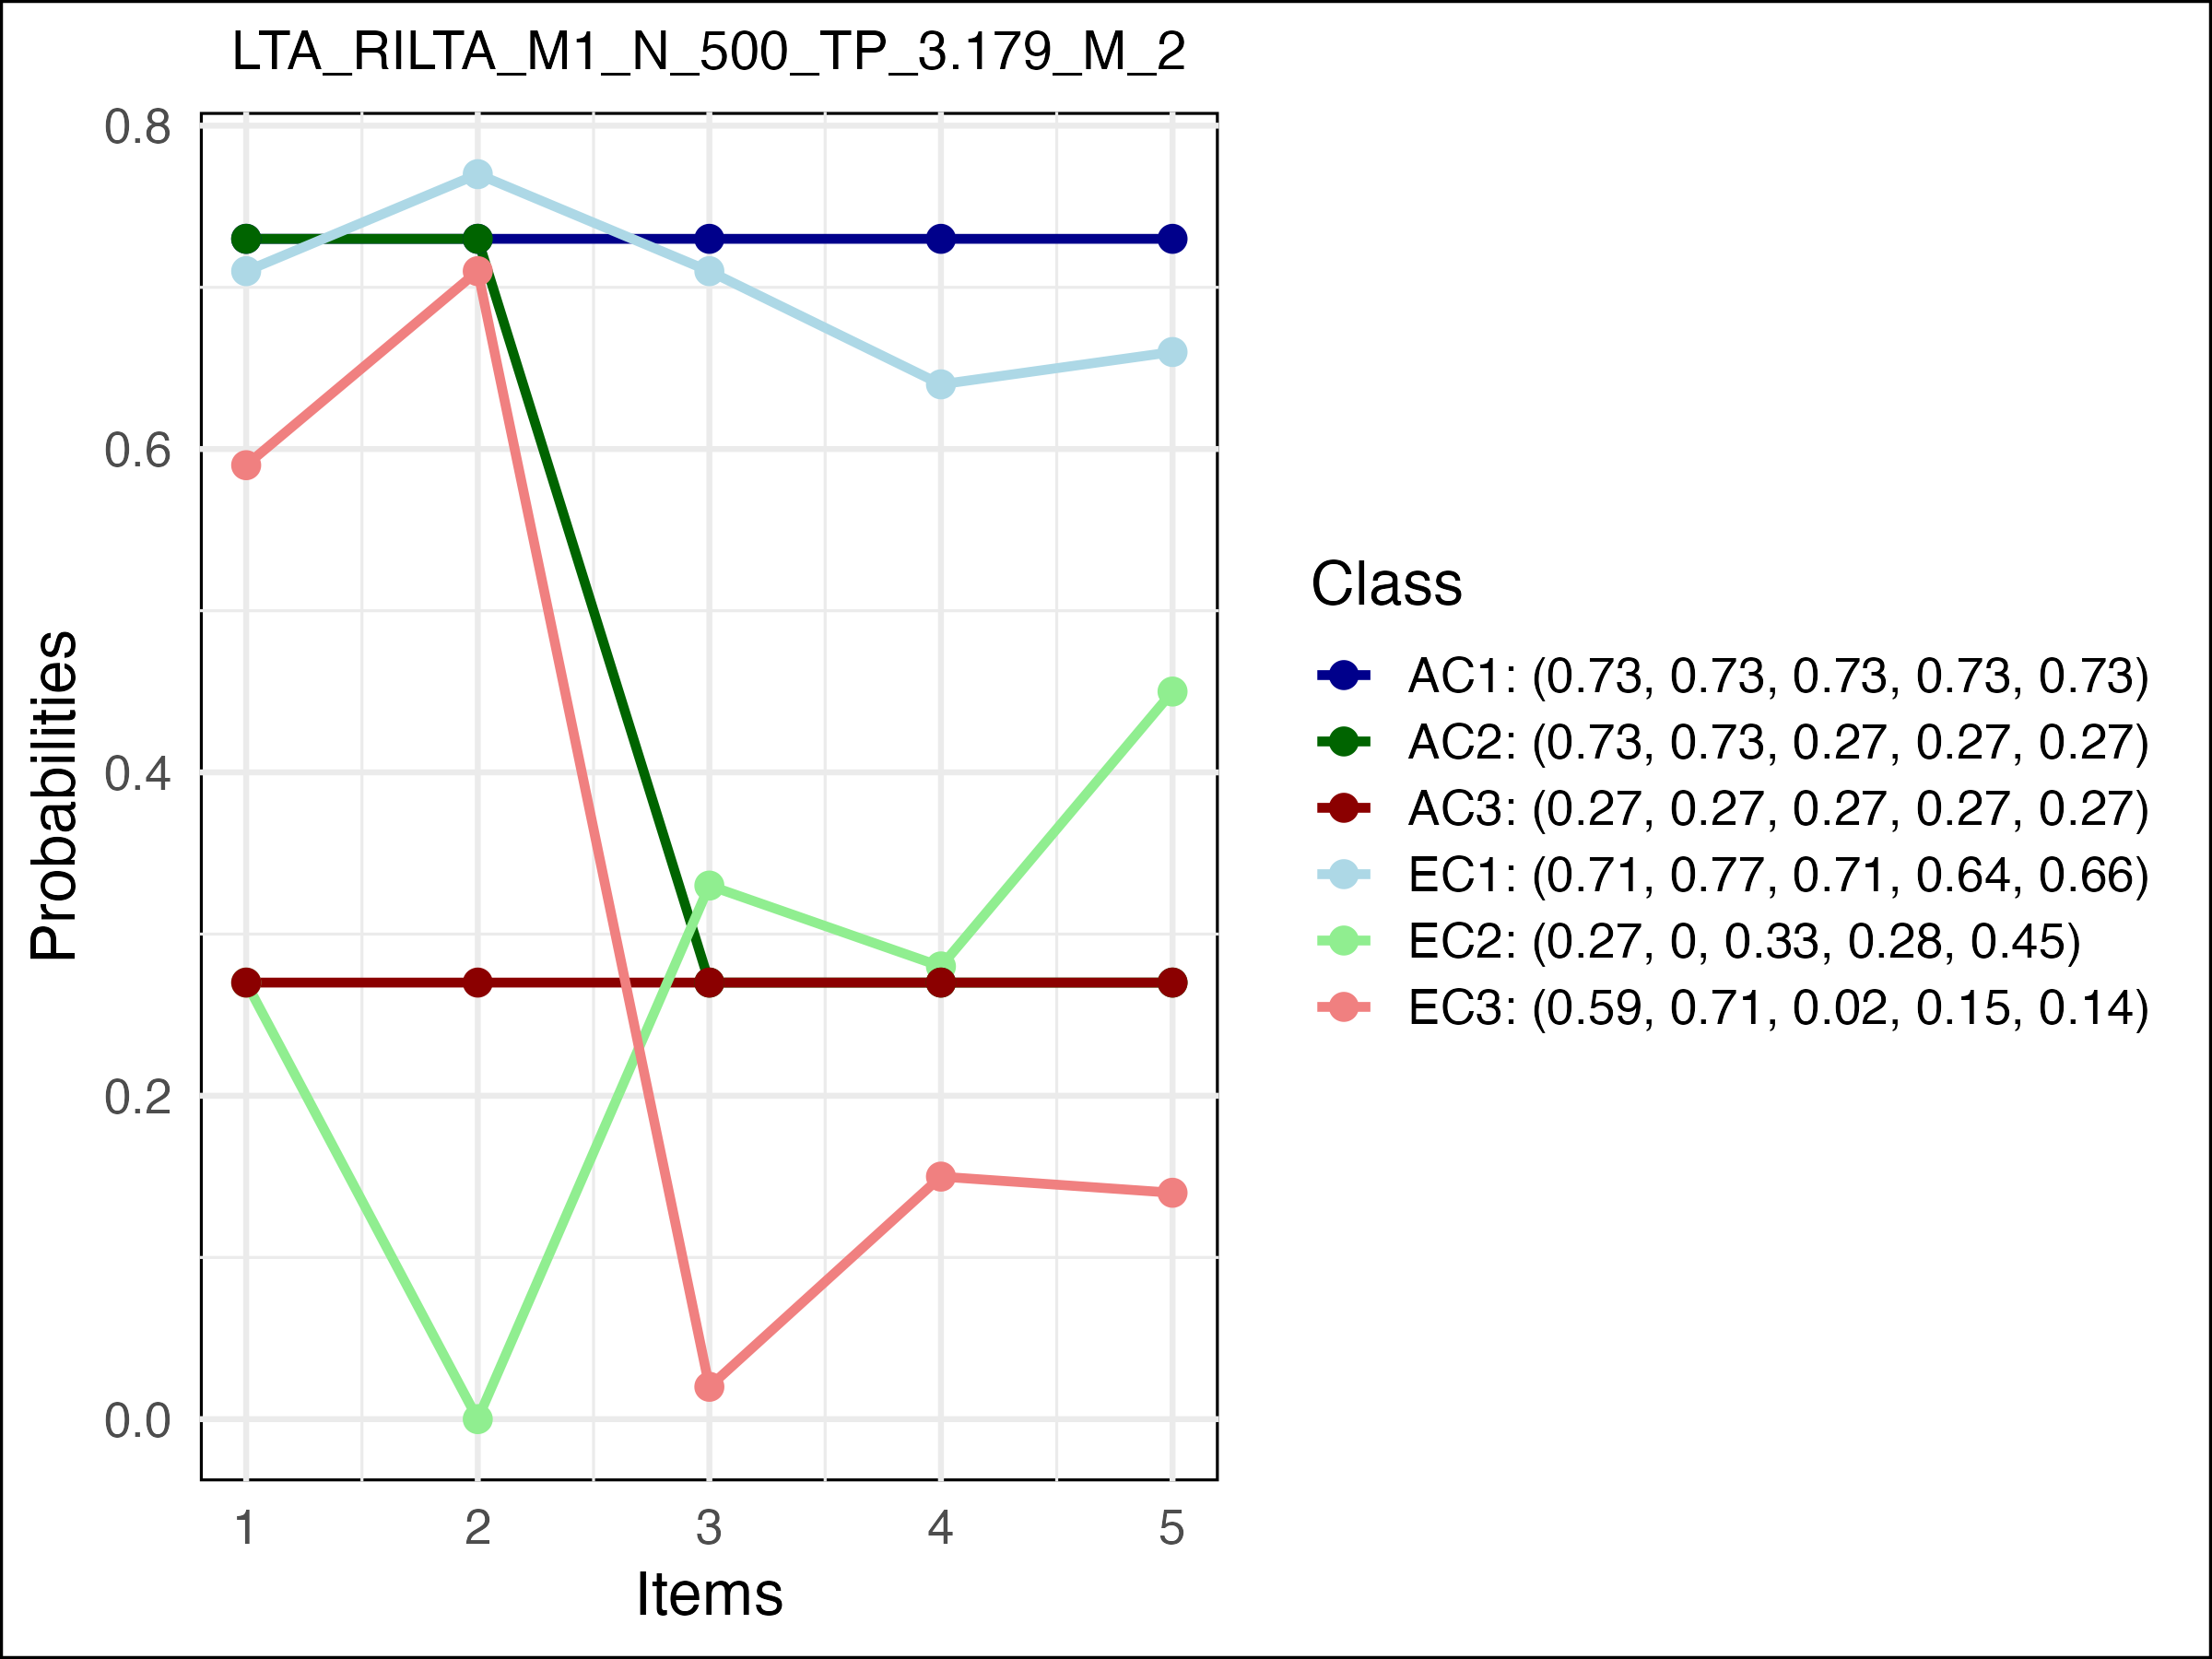 LTA_RILTA_M1_N_500_TP_3.179_M_2
0.8
0.6
0.4
0.2
0.0
Probabilities
1 2 3 4 5
Items
Class
AC1: (0.73, 0.73, 0.73, 0.73, 0.73)
AC2: (0.73, 0.73, 0.27, 0.27, 0.27)
AC3: (0.27, 0.27, 0.27, 0.27, 0.27)
EC1: (0.71, 0.77, 0.71, 0.64, 0.66)
EC2: (0.27, 0, 0.33, 0.28, 0.45)
EC3: (0.59, 0.71, 0.02, 0.15, 0.14)